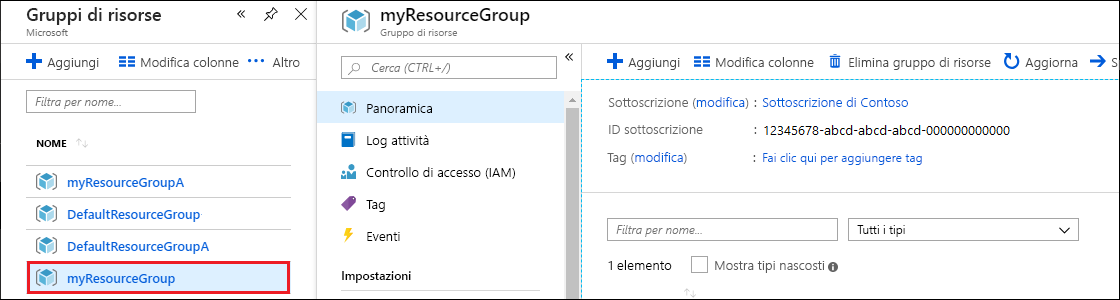 Gruppi di risorse
Microsoft
Aggiungi
Modifica colonne
Altro
Filtra per nome...
NOME
myResourceGroupA
DefaultResourceGroup
DefaultResourceGroupA
myResourceGroup
myResourceGroup
Gruppo di risorse
Cerca (CTRL+/)
Panoramica
Log attività
Controllo di accesso (IAM)
Tag
Eventi
Impostazioni
Aggiungi
Modifica colonne
Elimina gruppo di risorse
Aggiorna
S
Sottoscrizione (modifica) : Sottoscrizione di Contoso
ID sottoscrizione : 12345678-abcd-abcd-abcd-000000000000
Tag (modifica) : Fai clic qui per aggiungere tag
Filtra per nome...
Tutti i tipi
1 elemento
Mostra tipi nascosti